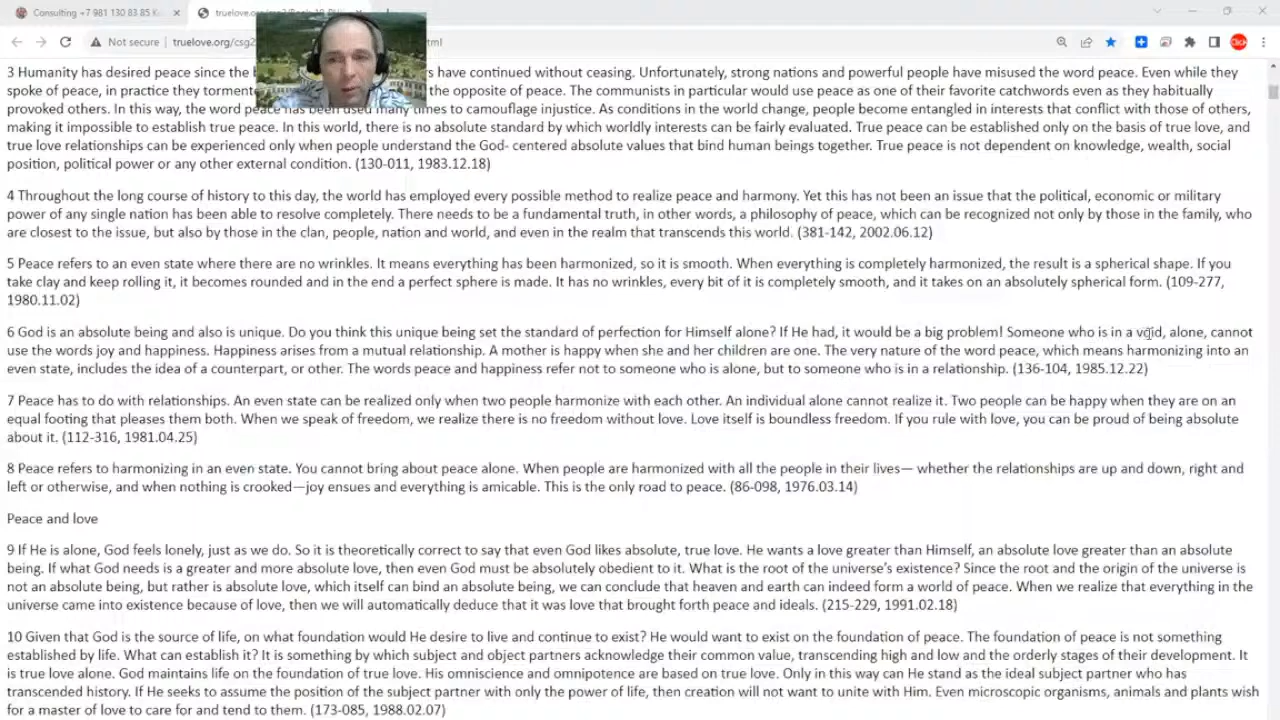 Consulting +7 981 130 83 85
truelove.org/csg2/
Not secure truelove.org/csg2
3 Humanity has desired peace since the have continued without ceasing. Unfortunately, strong nations and powerful people have misused the word peace. Even while they
spoke of peace, in practice they the opposite of peace. The communists in particular would use peace as one of their favorite catchwords even as they habitually
provoked others. In this way, the word peace has been used many times to camouflage injustice. As conditions in the world change, people become entangled in interests that conflict with those of others,
making it impossible to establish true peace. In this world, there is no absolute standard by which worldly interests can be fairly evaluated. True peace can be established only on the basis of true love, and
true love relationships can be experienced only when people understand the God- centered absolute values that bind human beings together. True peace is not dependent on knowledge, wealth, social
position, political power or any other external condition. (130-011, 1983.12.18)
4 Throughout the long course of history to this day, the world has employed every possible method to realize peace and harmony. Yet this has not been an issue that the political, economic or military
power of any single nation has been able to resolve completely. There needs to be a fundamental truth, in other words, a philosophy of peace, which can be recognized not only by those in the family, who
are closest to the issue, but also by those in the clan, people, nation and world, and even in the realm that transcends this world. (381-142, 2002.06.12)
5 Peace refers to an even state where there are no wrinkles. It means everything has been harmonized, so it is smooth. When everything is completely harmonized, the result is a spherical shape. If you
take clay and keep rolling it, it becomes rounded and in the end a perfect sphere is made. It has no wrinkles, every bit of it is completely smooth, and it takes on an absolutely spherical form. (109-277,
1980.11.02)
6 God is an absolute being and also is unique. Do you think this unique being set the standard of perfection for Himself alone? If He had, it would be a big problem! Someone who is in a void, alone, cannot
use the words joy and happiness. Happiness arises from a mutual relationship. A mother is happy when she and her children are one. The very nature of the word peace, which means harmonizing into an
even state, includes the idea of a counterpart, or other. The words peace and happiness refer not to someone who is alone, but to someone who is in a relationship. (136-104, 1985.12.22)
7 Peace has to do with relationships. An even state can be realized only when two people harmonize with each other. An individual alone cannot realize it. Two people can be happy when they are on an
equal footing that pleases them both. When we speak of freedom, we realize there is no freedom without love. Love itself is boundless freedom. If you rule with love, you can be proud of being absolute
about it. (112-316, 1981.04.25)
8 Peace refers to harmonizing in an even state. You cannot bring about peace alone. When people are harmonized with all the people in their lives— whether the relationships are up and down, right and
left or otherwise, and when nothing is crooked—joy ensues and everything is amicable. This is the only road to peace. (86-098, 1976.03.14)
Peace and love
9 If He is alone, God feels lonely, just as we do. So it is theoretically correct to say that even God likes absolute, true love. He wants a love greater than Himself, an absolute love greater than an absolute
being. If what God needs is a greater and more absolute love, then even God must be absolutely obedient to it. What is the root of the universe's existence? Since the root and the origin of the universe is
not an absolute being, but rather is absolute love, which itself can bind an absolute being, we can conclude that heaven and earth can indeed form a world of peace. When we realize that everything in the
universe came into existence because of love, then we will automatically deduce that it was love that brought forth peace and ideals. (215-229, 1991.02.18)
10 Given that God is the source of life, on what foundation would He desire to live and continue to exist? He would want to exist on the foundation of peace. The foundation of peace is not something
established by life. What can establish it? It is something by which subject and object partners acknowledge their common value, transcending high and low and the orderly stages of their development. It
is true love alone. God maintains life on the foundation of true love. His omniscience and omnipotence are based on true love. Only in this way can He stand as the ideal subject partner who has
transcended history. If He seeks to assume the position of the subject partner with only the power of life, then creation will not want to unite with Him. Even microscopic organisms, animals and plants wish
for a master of love to care for and tend to them. (173-085, 1988.02.07)